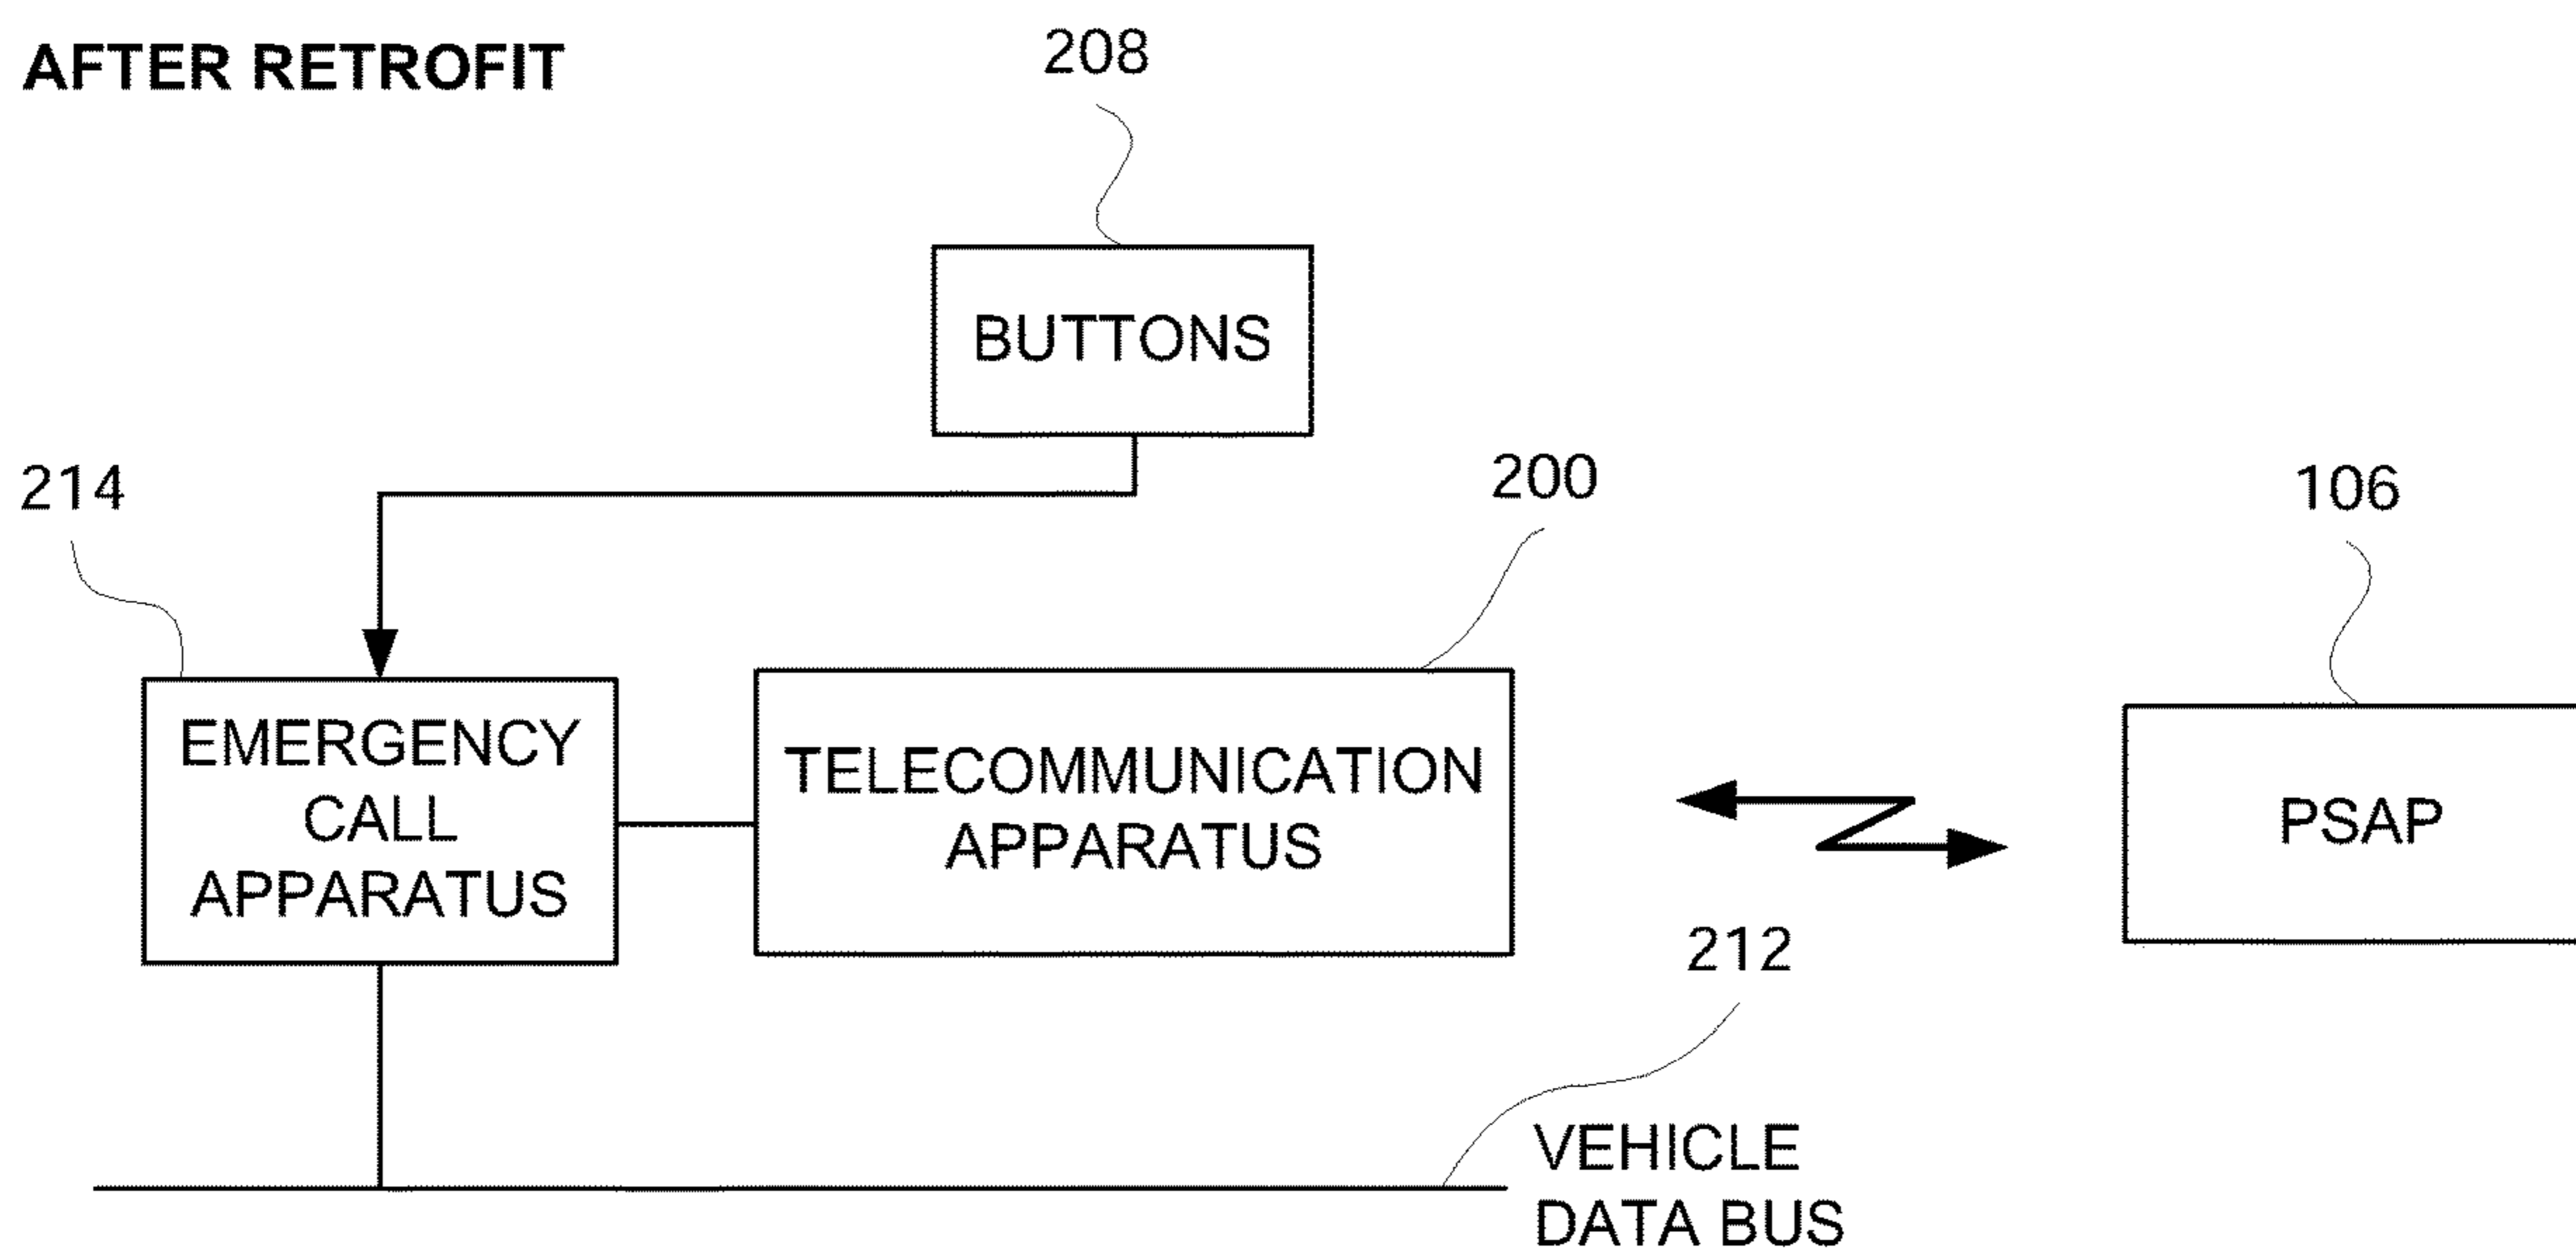 AFTER RETROFIT
208
BUTTONS
214
200
106
EMERGENCY
CALL
APPARATUS
TELECOMMUNICATION
APPARATUS
PSAP
212
VEHICLE
DATA BUS